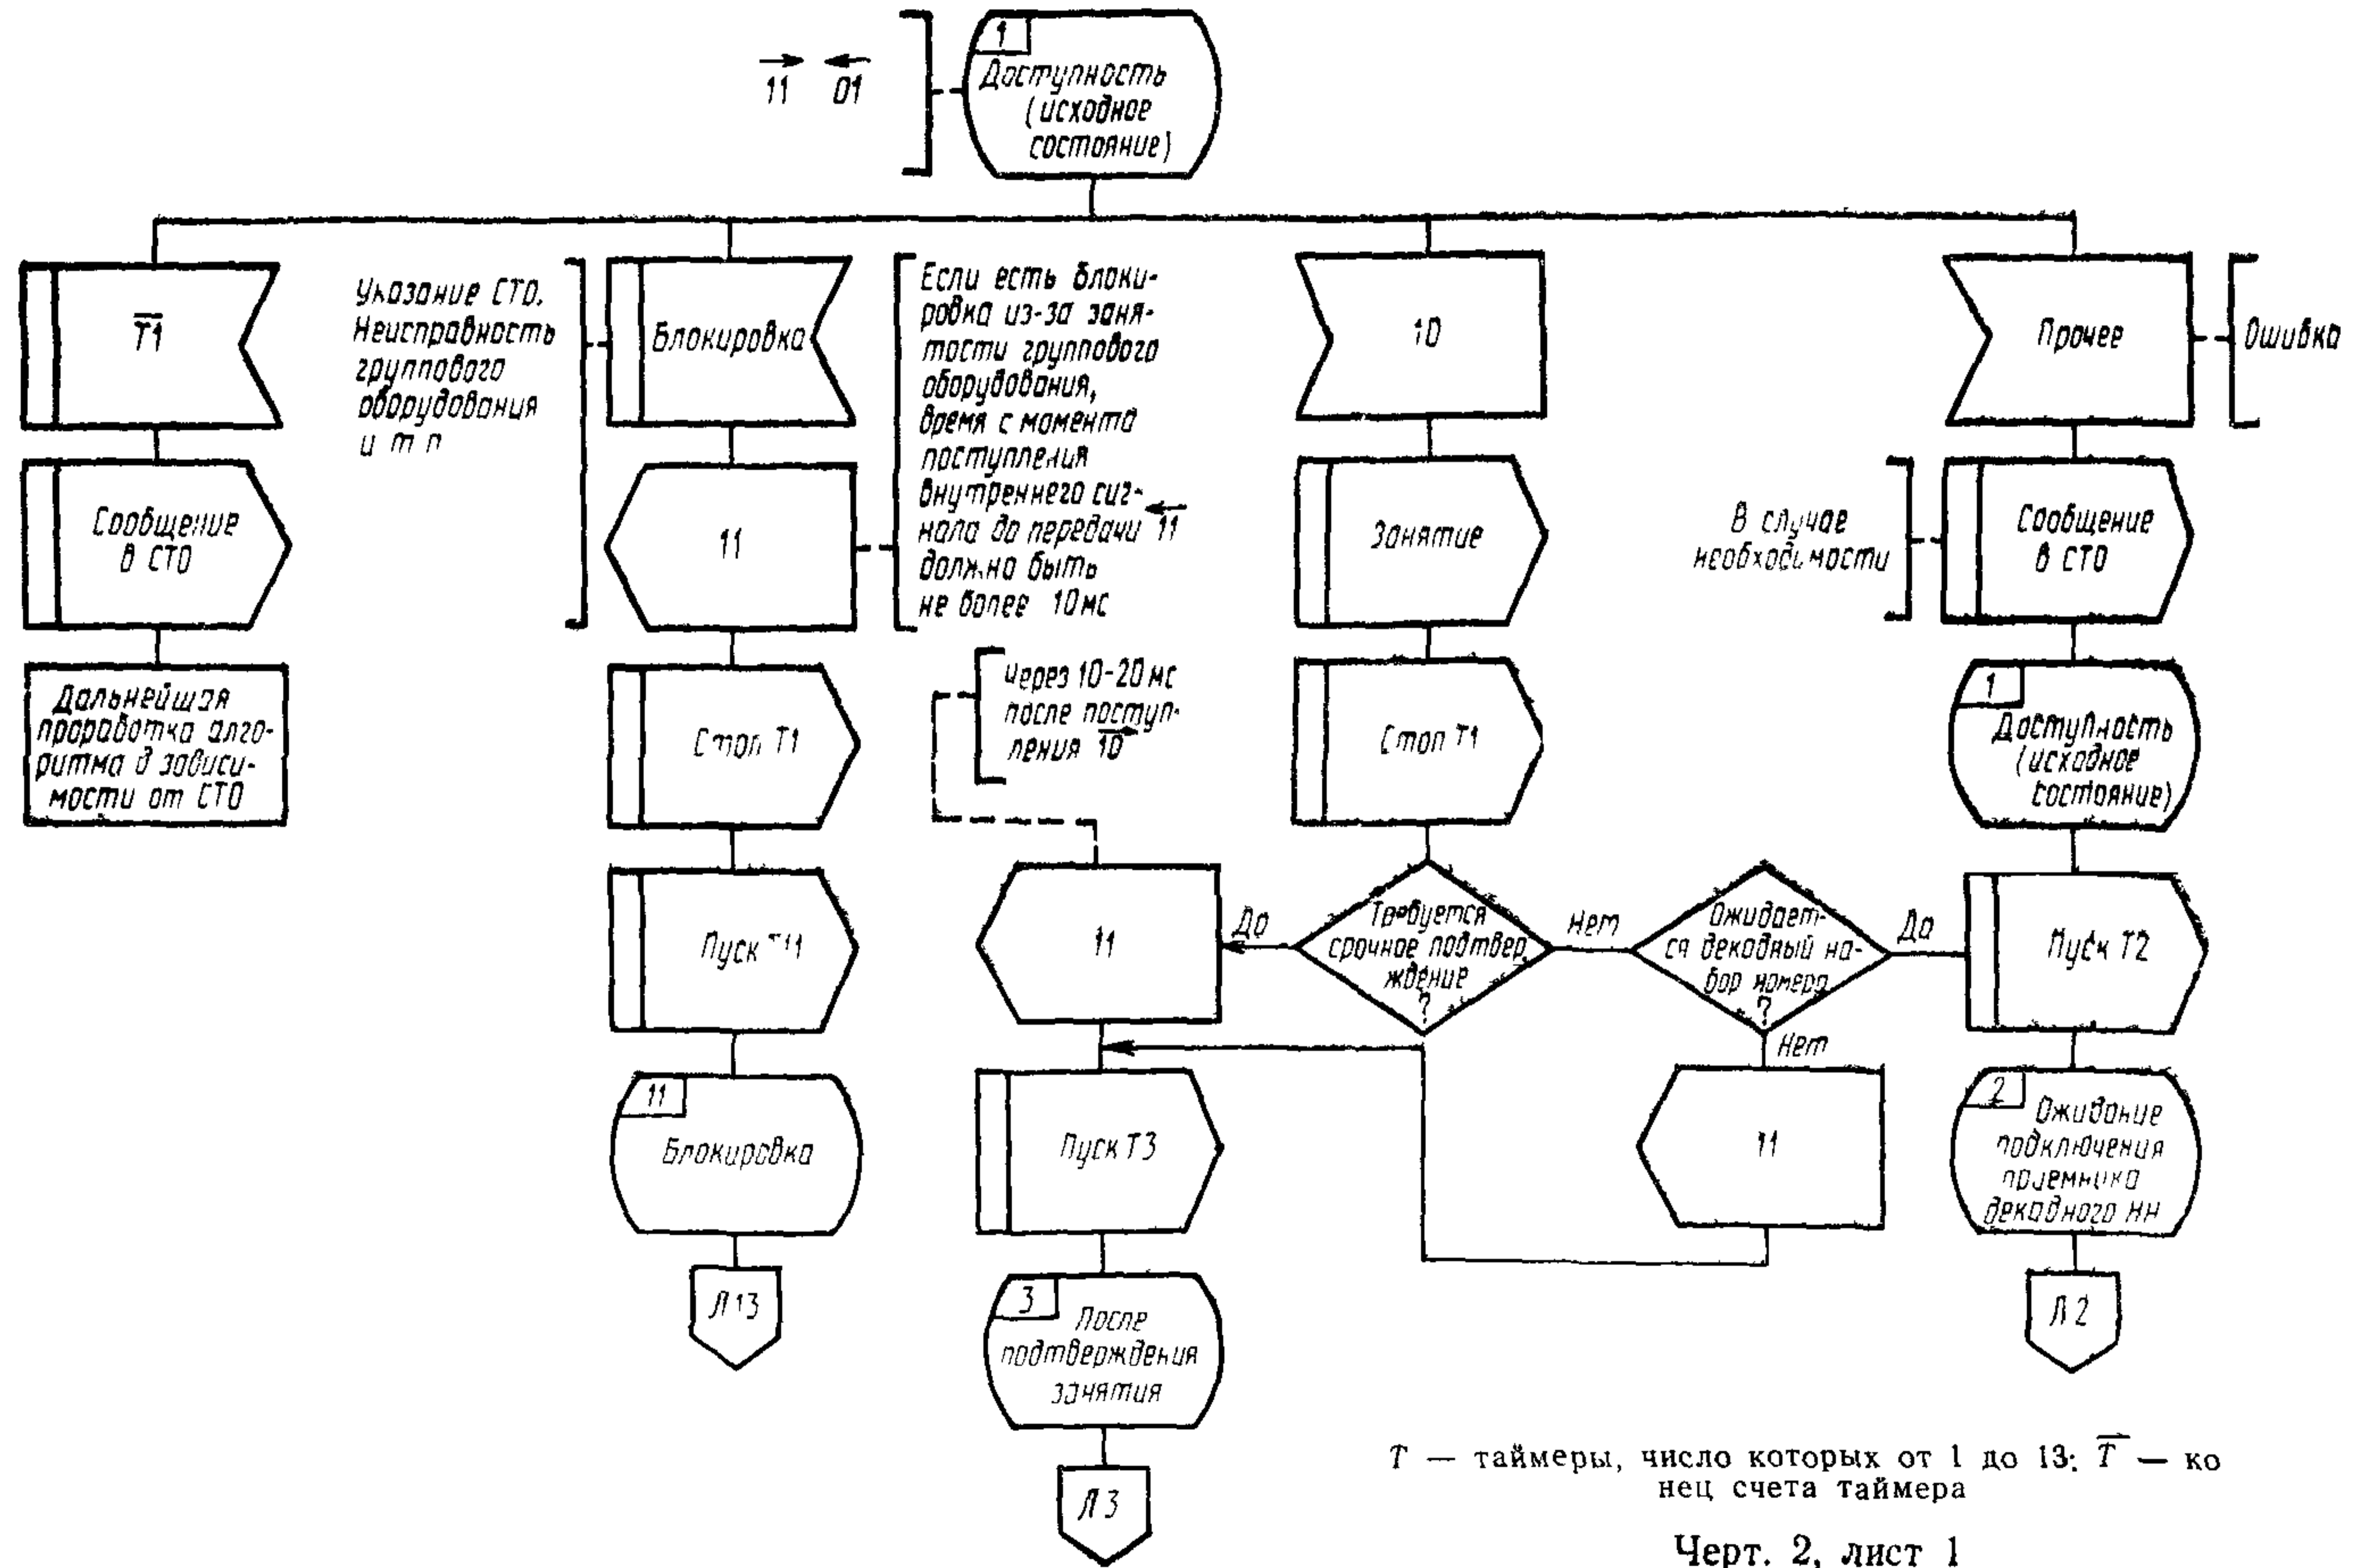 11 01
1
Доступность
(исходное
состояние)
T1
Сообщение
в СТО
Дальнейшая
проработка алго-
ритма в зависи-
мости от СТО
Указание СТО.
Неисправность
группового
оборудования
и т п
Блокировка
11
Если есть блоки-
ровка из-за заня-
тости группового
оборудования,
время с момента
поступления
внутреннего сиг-
нала до передачи 11
должно быть
не более 10мс
Стоп Т1
Пуск Т11
11
Блокировка
Л 13
10
Занятие
Стоп Т1
Через 10-20 мс
после поступ-
ления 10
Требуется
срочное подтвер-
ждение
?
Да
Нет
11
Пуск Т3
3
После
подтверждения
занятия
Л 3
Ожидает-
ся декадный на-
бор номера
?
Да
Нет
11
Прочее
Ошибка
В случае
необходимости
Сообщение
в СТО
1
Доступность
(исходное
состояние)
Пуск Т2
2
Ожидание
подключения
приемника
декадного НН
Л 2
T — таймеры, число которых от 1 до 13; T — ко
нец счета таймера
Черт. 2, лист 1